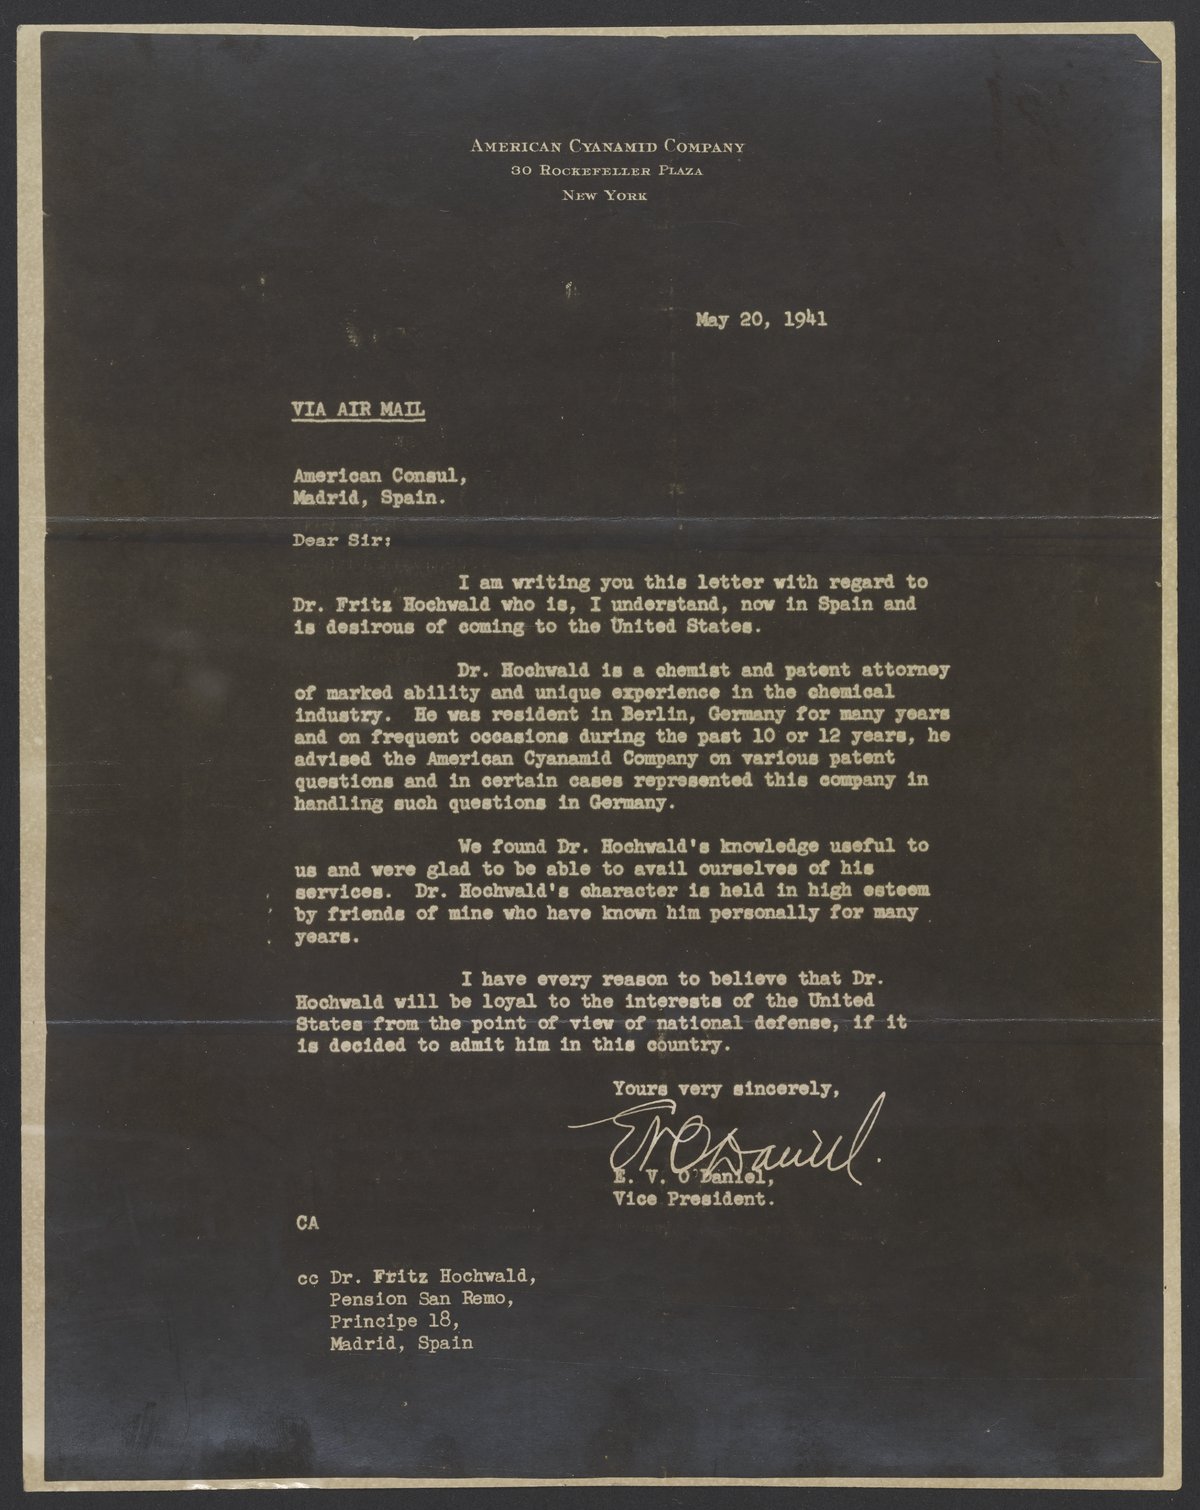 American Cyanamid Company
30 Rockefeller Plaza
New York
May 20, 1941
VIA AIR MAIL
American Consul,
Madrid, Spain.
Dear Sir:
I am writing you this letter with regard to
Dr. Fritz Hochwald who is, I understand, now in Spain and
is desirous of coming to the United States.
Dr. Hochwald is a chemist and patent attorney
of marked ability and unique experience in the chemical
industry. He was resident in Berlin, Germany for many years
and on frequent occasions during the past 10 or 12 years, he
advised the American Cyanamid Company on various patent
questions and in certain cases represented this company in
handling such questions in Germany.
We found Dr. Hochwald's knowledge useful to
us and were glad to be able to avail ourselves of his
services. Dr. Hochwald's character is held in high esteem
by friends of mine who have known him personally for many
years.
I have every reason to believe that Dr.
Hochwald will be loyal to the interests of the United
States from the point of view of national defense, if it
is decided to admit him in this country.
Yours very sincerely,
E V O'Daniel.
E. V. O'Daniel,
Vice President.
CA
cc Dr. Fritz Hochwald,
Pension San Remo,
Principe 18,
Madrid, Spain